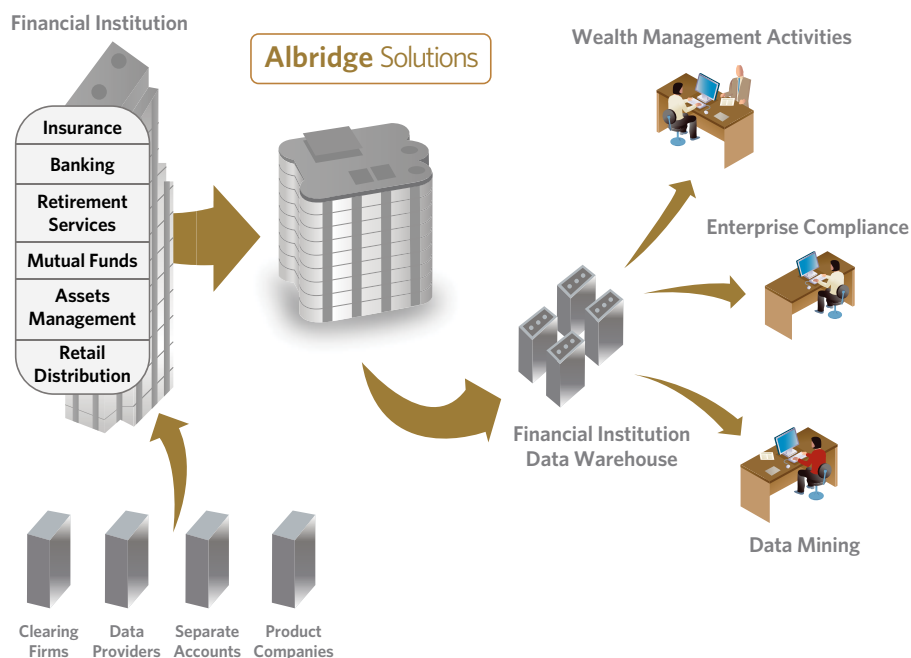 Financial Institution
Albridge Solutions
Wealth Management Activities
Insurance
Banking
Retirement
Services
Mutual Funds
Assets
Management
Retail
Distribution
Enterprise Compliance
Financial Institution
Data Warehouse
Data Mining
Clearing
Firms
Data
Providers
Separate
Accounts
Product
Companies